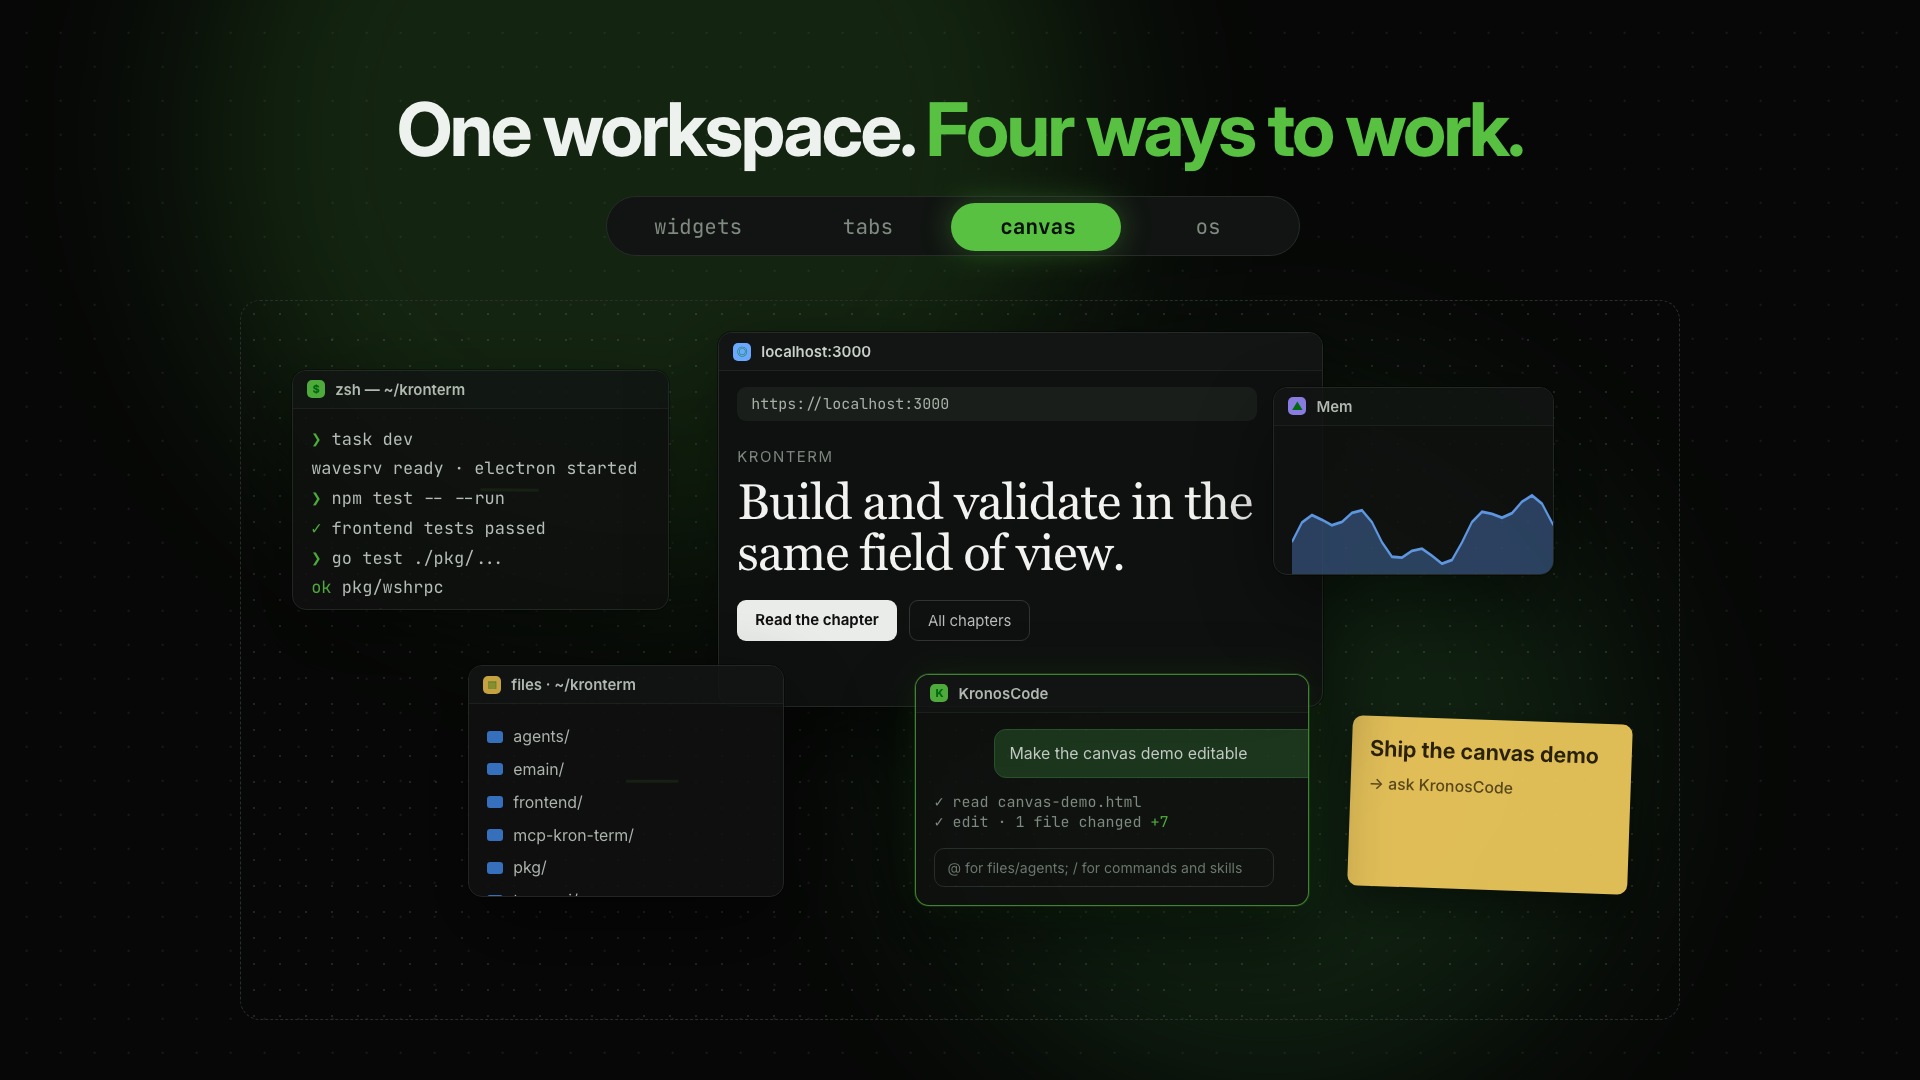 One workspace. Four ways to work.
widgets tabs canvas os
localhost:3000
https://localhost:3000
KRONTERM
Build and validate in the
same field of view.
Read the chapter
All chapters
$ zsh — ~/kronterm
❯ task dev
wavesrv ready · electron started
❯ npm test -- --run
✓ frontend tests passed
❯ go test ./pkg/...
ok pkg/wshrpc
Mem
files · ~/kronterm
agents/
emain/
frontend/
mcp-kron-term/
pkg/
K KronosCode
Make the canvas demo editable
✓ read canvas-demo.html
✓ edit · 1 file changed +7
@ for files/agents; / for commands and skills
Ship the canvas demo
→ ask KronosCode